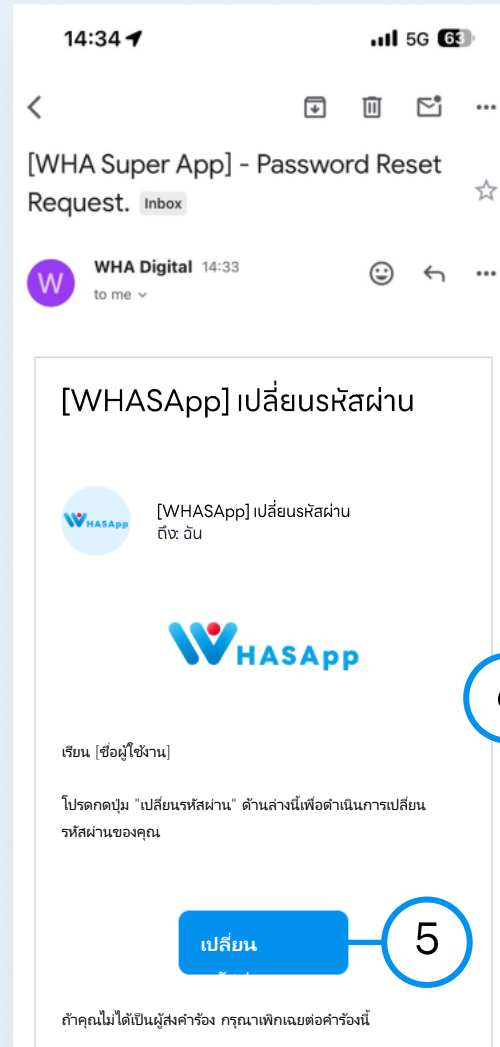 14:34
5G 63
[WHA Super App] - Password Reset
Request. Inbox
W
WHA Digital 14:33
to me
[WHASApp] เปลี่ยนรหัสผ่าน
WHASApp
[WHASApp] เปลี่ยนรหัสผ่าน
ถึง: ฉัน
WHASApp
เรียน [ชื่อผู้ใช้งาน]
โปรดกดปุ่ม "เปลี่ยนรหัสผ่าน" ด้านล่างนี้เพื่อดำเนินการเปลี่ยน
รหัสผ่านของคุณ
เปลี่ยน
5
ถ้าคุณไม่ได้เป็นผู้ส่งคำร้อง กรุณาเพิกเฉยต่อคำร้องนี้